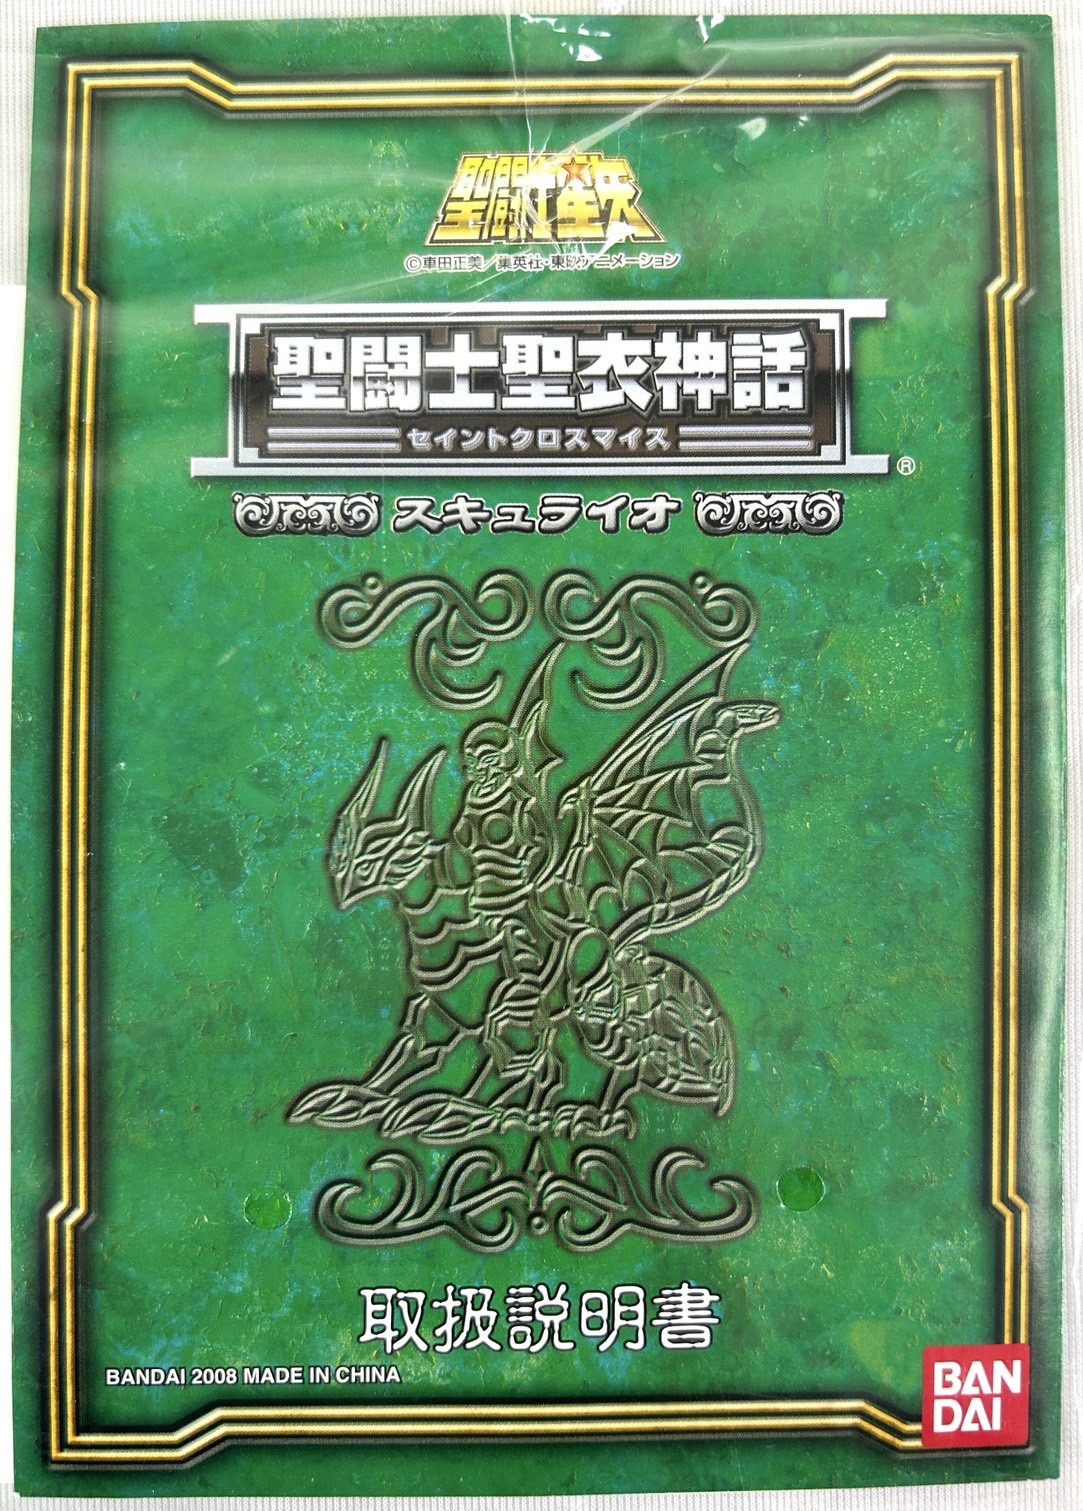 聖闘士星矢
©車田正美/集英社・東映アニメーション
聖闘士聖衣神話
セイントクロスマイス
®
スキュライオ
取扱説明書
BANDAI 2008 MADE IN CHINA
BAN
DAI